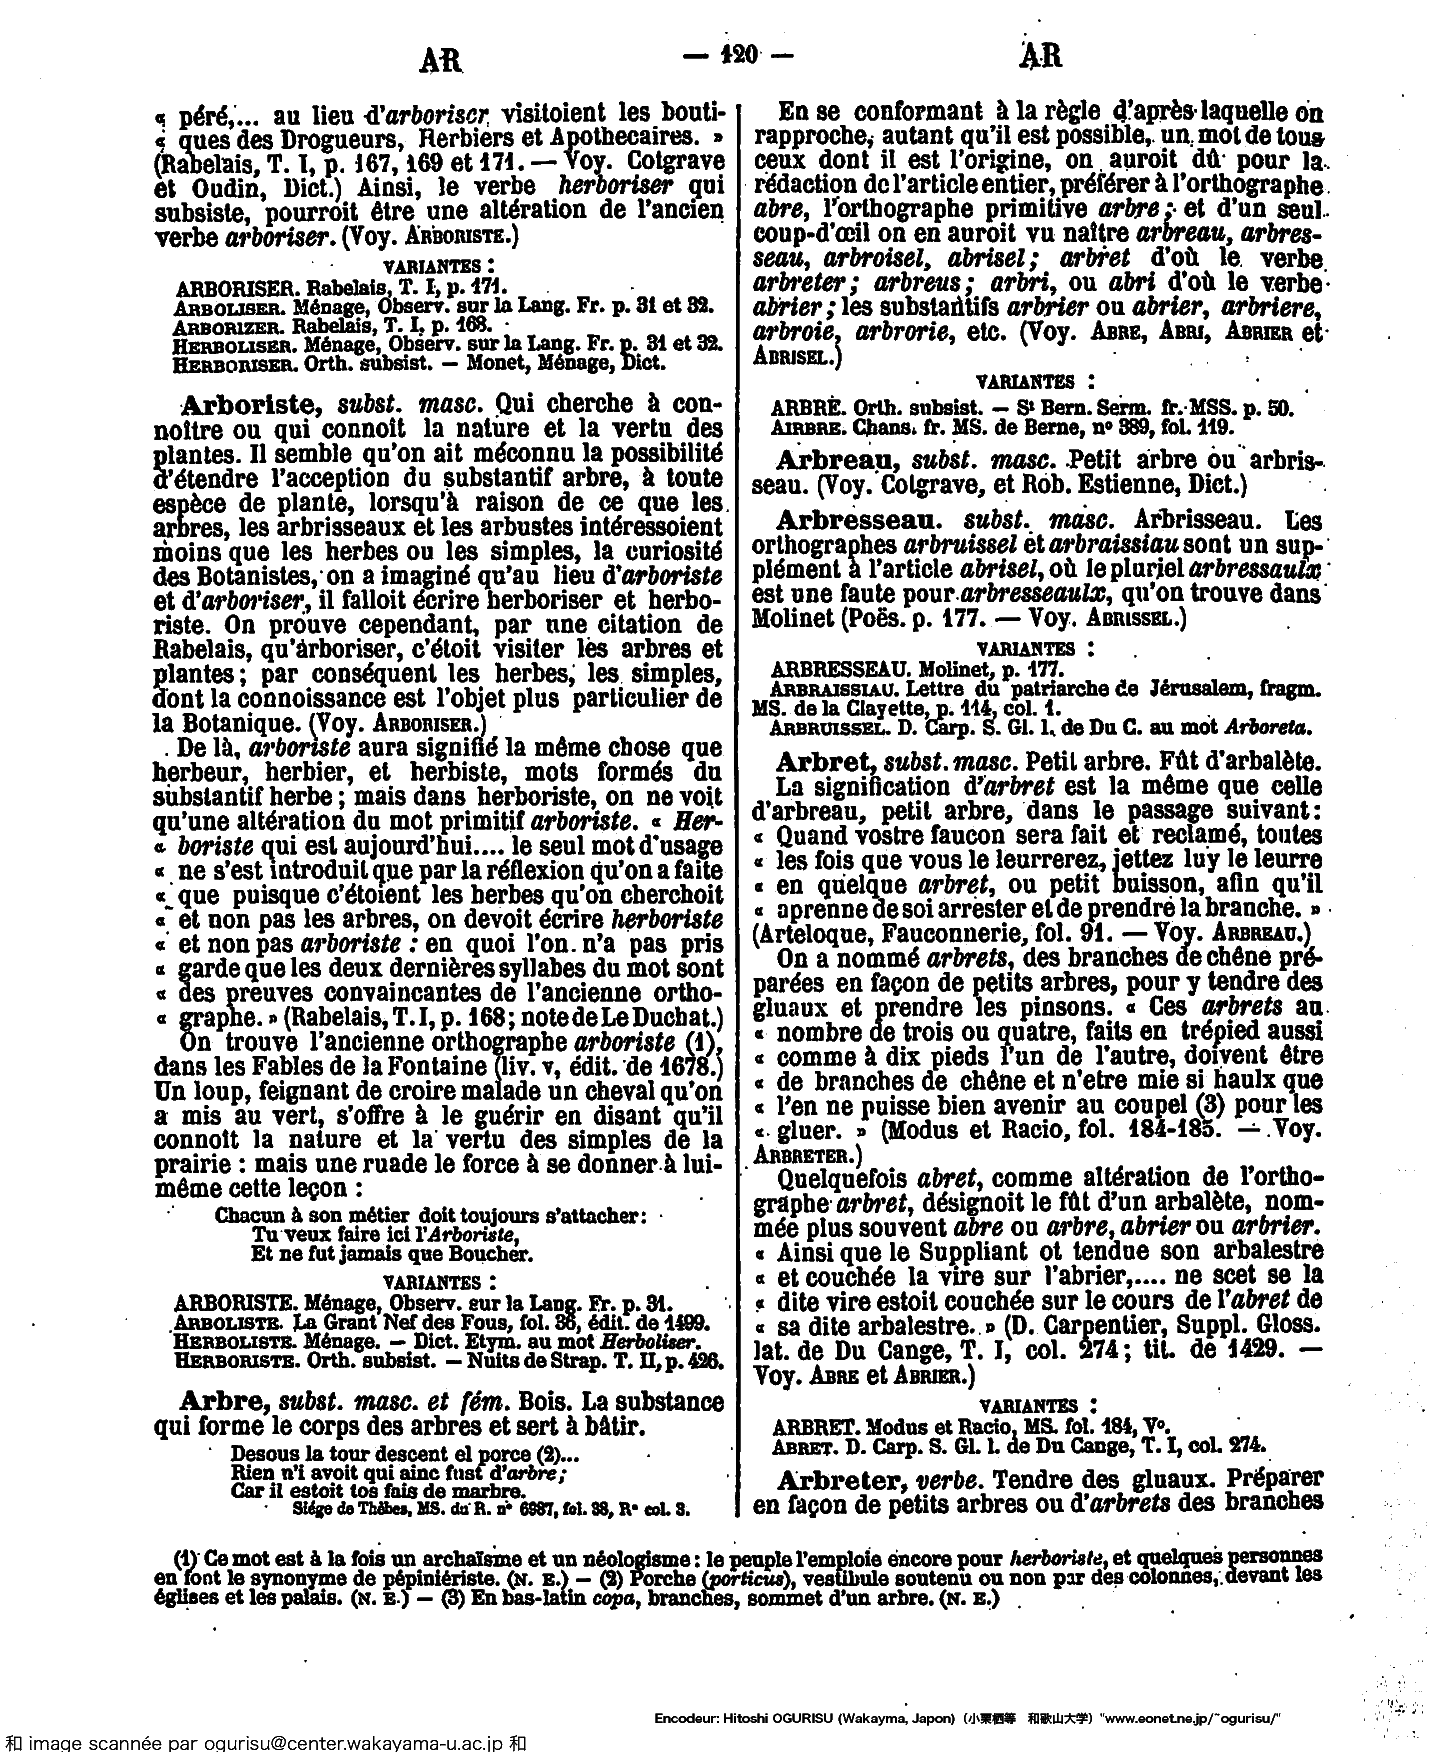 AR — 120 — AR
« péré,... au lieu d'arboriser visitoient les bouti-
« ques des Drogueurs, Herbiers et Apothecaires. »
(Rabelais, T. I, p. 167, 169 et 171. — Voy. Cotgrave
et Oudin, Dict.) Ainsi, le verbe herboriser qui
subsiste, pourroit être une altération de l'ancien
verbe arboriser. (Voy. ARBORISTE.)
VARIANTES :
ARBORISER. Rabelais, T. I, p. 171.
ARBOLISER. Ménage, Observ. sur la Lang. Fr. p. 31 et 32.
ARBORIZER. Rabelais, T. I, p. 168.
HERBOLISER. Ménage, Observ. sur la Lang. Fr. p. 31 et 32.
HERBORISER. Orth. subsist. — Monet, Ménage, Dict.
Arboriste, subst. masc. Qui cherche à con-
noître ou qui connoît la nature et la vertu des
plantes. Il semble qu'on ait méconnu la possibilité
d'étendre l'acception du substantif arbre, à toute
espèce de plante, lorsqu'à raison de ce que les
arbres, les arbrisseaux et les arbustes intéressoient
moins que les herbes ou les simples, la curiosité
des Botanistes, on a imaginé qu'au lieu d'arboriste
et d'arboriser, il falloit écrire herboriser et herbo-
riste. On prouve cependant, par une citation de
Rabelais, qu'arboriser, c'étoit visiter les arbres et
plantes ; par conséquent les herbes, les simples,
dont la connoissance est l'objet plus particulier de
la Botanique. (Voy. ARBORISER.)
De là, arboriste aura signifié la même chose que
herbeur, herbier, et herbiste, mots formés du
substantif herbe ; mais dans herboriste, on ne voit
qu'une altération du mot primitif arboriste. « Her-
« boriste qui est aujourd'hui.... le seul mot d'usage
« ne s'est introduit que par la réflexion qu'on a faite
« que puisque c'étoient les herbes qu'on cherchoit
« et non pas les arbres, on devoit écrire herboriste
« et non pas arboriste : en quoi l'on n'a pas pris
« garde que les deux dernières syllabes du mot sont
« des preuves convaincantes de l'ancienne ortho-
« graphe. » (Rabelais, T. I, p. 168 ; note de Le Duchat.)
On trouve l'ancienne orthographe arboriste (1),
dans les Fables de la Fontaine (liv. v, édit. de 1678.)
Un loup, feignant de croire malade un cheval qu'on
a mis au vert, s'offre à le guérir en disant qu'il
connoît la nature et la vertu des simples de la
prairie : mais une ruade le force à se donner à lui-
même cette leçon :
Chacun à son métier doit toujours s'attacher :
Tu veux faire ici l'Arboriste,
Et ne fut jamais que Boucher.
VARIANTES :
ARBORISTE. Ménage, Observ. sur la Lang. Fr. p. 31.
ARBOLISTE. La Grant Nef des Fous, fol. 36, édit. de 1499.
HERBOLISTE. Ménage. — Dict. Etym. au mot Herboliser.
HERBORISTE. Orth. subsist. — Nuits de Strap. T. II, p. 426.
Arbre, subst. masc. et fém. Bois. La substance
qui forme le corps des arbres et sert à bâtir.
Desous la tour descent el porce (2)...
Rien n'i avoit qui ainc fust d'arbre ;
Car il estoit tos fais de marbre.
Siége de Thèbes, MS. du R. n° 6987, fol. 38, R° col. 3.
En se conformant à la règle d'après laquelle on
rapproche, autant qu'il est possible, un mot de tous
ceux dont il est l'origine, on auroit dû pour la
rédaction de l'article entier, préférer à l'orthographe
abre, l'orthographe primitive arbre ; et d'un seul
coup-d'œil on en auroit vu naître arbreau, arbres-
seau, arbroisel, abrisel ; arbret d'où le verbe
arbreter ; arbreus ; arbri, ou abri d'où le verbe
abrier ; les substantifs arbrier ou abrier, arbriere,
arbroie, arbrorie, etc. (Voy. ABRE, ABRI, ABRIER et
ABRISEL.)
VARIANTES :
ARBRE. Orth. subsist. — St Bern. Serm. fr. MSS. p. 50.
AIRBRE. Chans. fr. MS. de Berne, n° 389, fol. 119.
Arbreau, subst. masc. Petit arbre ou arbris-
seau. (Voy. Cotgrave, et Rob. Estienne, Dict.)
Arbresseau. subst. masc. Arbrisseau. Les
orthographes arbruissel et arbraissiau sont un sup-
plément à l'article abrisel, où le pluriel arbressaulx
est une faute pour arbresseaulx, qu'on trouve dans
Molinet (Poës. p. 177. — Voy. ABRISSEL.)
VARIANTES :
ARBRESSEAU. Molinet, p. 177.
ARBRAISSIAU. Lettre du patriarche de Jérusalem, fragm.
MS. de la Clayette, p. 114, col. 1.
ARBRUISSEL. D. Carp. S. Gl. l. de Du C. au mot Arboreta.
Arbret, subst. masc. Petit arbre. Fût d'arbalète.
La signification d'arbret est la même que celle
d'arbreau, petit arbre, dans le passage suivant :
« Quand vostre faucon sera fait et reclamé, toutes
« les fois que vous le leurrerez, jettez luy le leurre
« en quelque arbret, ou petit buisson, afin qu'il
« aprenne de soi arrester et de prendre la branche. »
(Arteloque, Fauconnerie, fol. 91. — Voy. ARBREAU.)
On a nommé arbrets, des branches de chêne pré-
parées en façon de petits arbres, pour y tendre des
gluaux et prendre les pinsons. « Ces arbrets au
« nombre de trois ou quatre, faits en trépied aussi
« comme à dix pieds l'un de l'autre, doivent être
« de branches de chêne et n'etre mie si haulx que
« l'en ne puisse bien avenir au coupel (3) pour les
« gluer. » (Modus et Racio, fol. 184-185. — Voy.
ARBRETER.)
Quelquefois abret, comme altération de l'ortho-
graphe arbret, désignoit le fût d'un arbalète, nom-
mée plus souvent abre ou arbre, abrier ou arbrier.
« Ainsi que le Suppliant ot tendue son arbalestre
« et couchée la vire sur l'abrier,.... ne scet se la
« dite vire estoit couchée sur le cours de l'abret de
« sa dite arbalestre. » (D. Carpentier, Suppl. Gloss.
lat. de Du Cange, T. I, col. 274 ; tit. de 1429. —
Voy. ABRE et ABRIER.)
VARIANTES :
ARBRET. Modus et Racio, MS. fol. 184, V°.
ABRET. D. Carp. S. Gl. l. de Du Cange, T. I, col. 274.
Arbreter, verbe. Tendre des gluaux. Préparer
en façon de petits arbres ou d'arbrets des branches
(1) Ce mot est à la fois un archaïsme et un néologisme : le peuple l'emploie encore pour herboriste, et quelques personnes
en font le synonyme de pépiniériste. (N. E.) — (2) Porche (porticus), vestibule soutenu ou non par des colonnes, devant les
églises et les palais. (N. E.) — (3) En bas-latin copa, branches, sommet d'un arbre. (N. E.)
Encodeur: Hitoshi OGURISU (Wakayma, Japon) (小栗栖等 和歌山大学) "www.eonet.ne.jp/~ogurisu/"
和 image scannée par ogurisu@center.wakayama-u.ac.jp 和